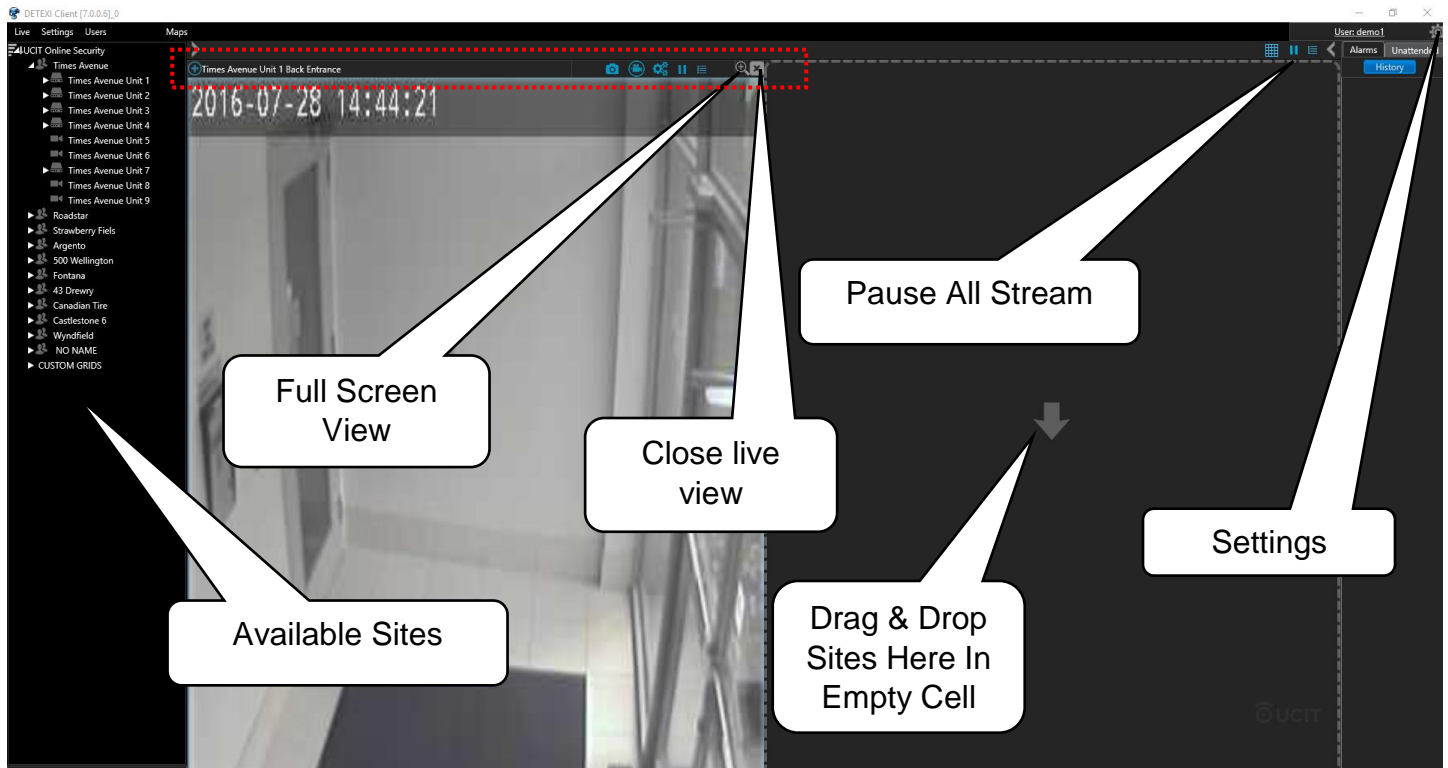 DETEXI Client [7.0.0.6]_0
Live Settings Users Maps
User: demo1
UCIT Online Security
Times Avenue
Times Avenue Unit 1
Times Avenue Unit 2
Times Avenue Unit 3
Times Avenue Unit 4
Times Avenue Unit 5
Times Avenue Unit 6
Times Avenue Unit 7
Times Avenue Unit 8
Times Avenue Unit 9
Roadstar
Strawberry Fiels
Argento
500 Wellington
Fontana
43 Drewry
Canadian Tire
Castlestone 6
Wyndfield
NO NAME
CUSTOM GRIDS
Times Avenue Unit 1 Back Entrance
2016-07-28 14:44:21
Alarms Unattended
History
Full Screen
View
Close live
view
Pause All Stream
Settings
Available Sites
Drag & Drop
Sites Here In
Empty Cell
UCIT